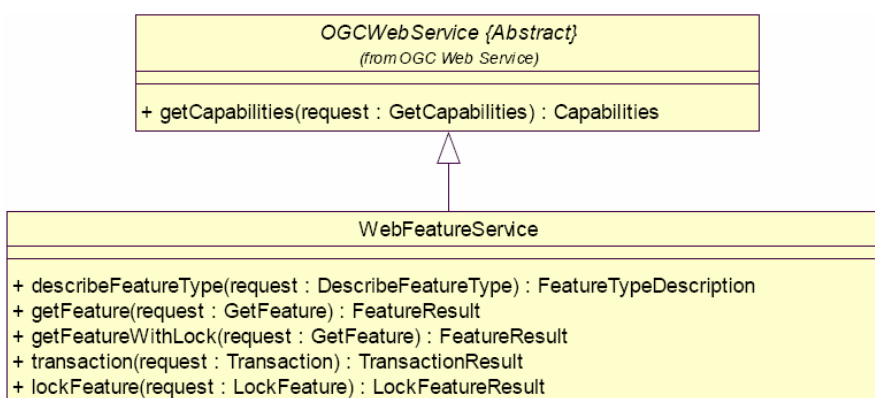 OGCWebService {Abstract}
(from OGC Web Service)
+ getCapabilities(request : GetCapabilities) : Capabilities
WebFeatureService
+ describeFeatureType(request : DescribeFeatureType) : FeatureTypeDescription
+ getFeature(request : GetFeature) : FeatureResult
+ getFeatureWithLock(request : GetFeature) : FeatureResult
+ transaction(request : Transaction) : TransactionResult
+ lockFeature(request : LockFeature) : LockFeatureResult